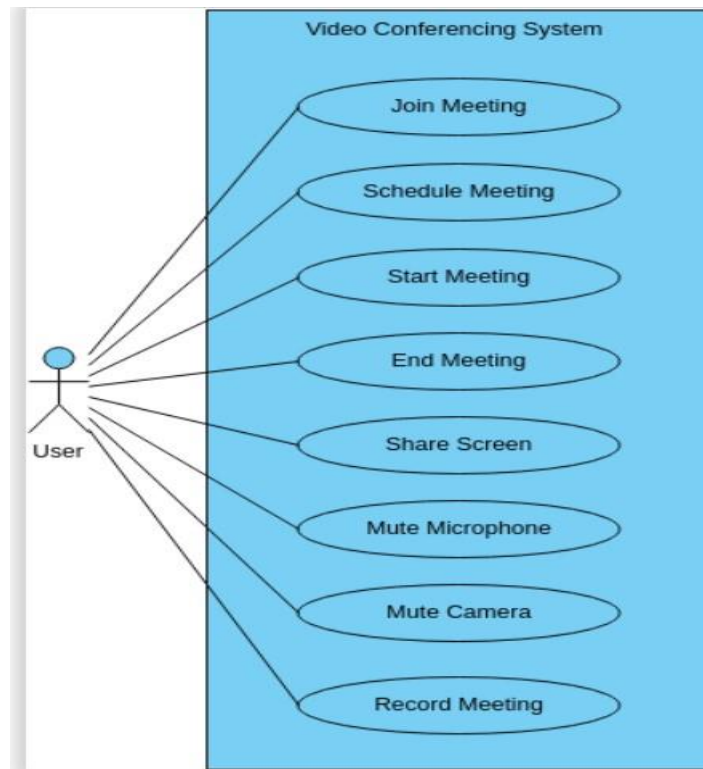 Video Conferencing System
Join Meeting
Schedule Meeting
Start Meeting
End Meeting
Share Screen
User
Mute Microphone
Mute Camera
Record Meeting